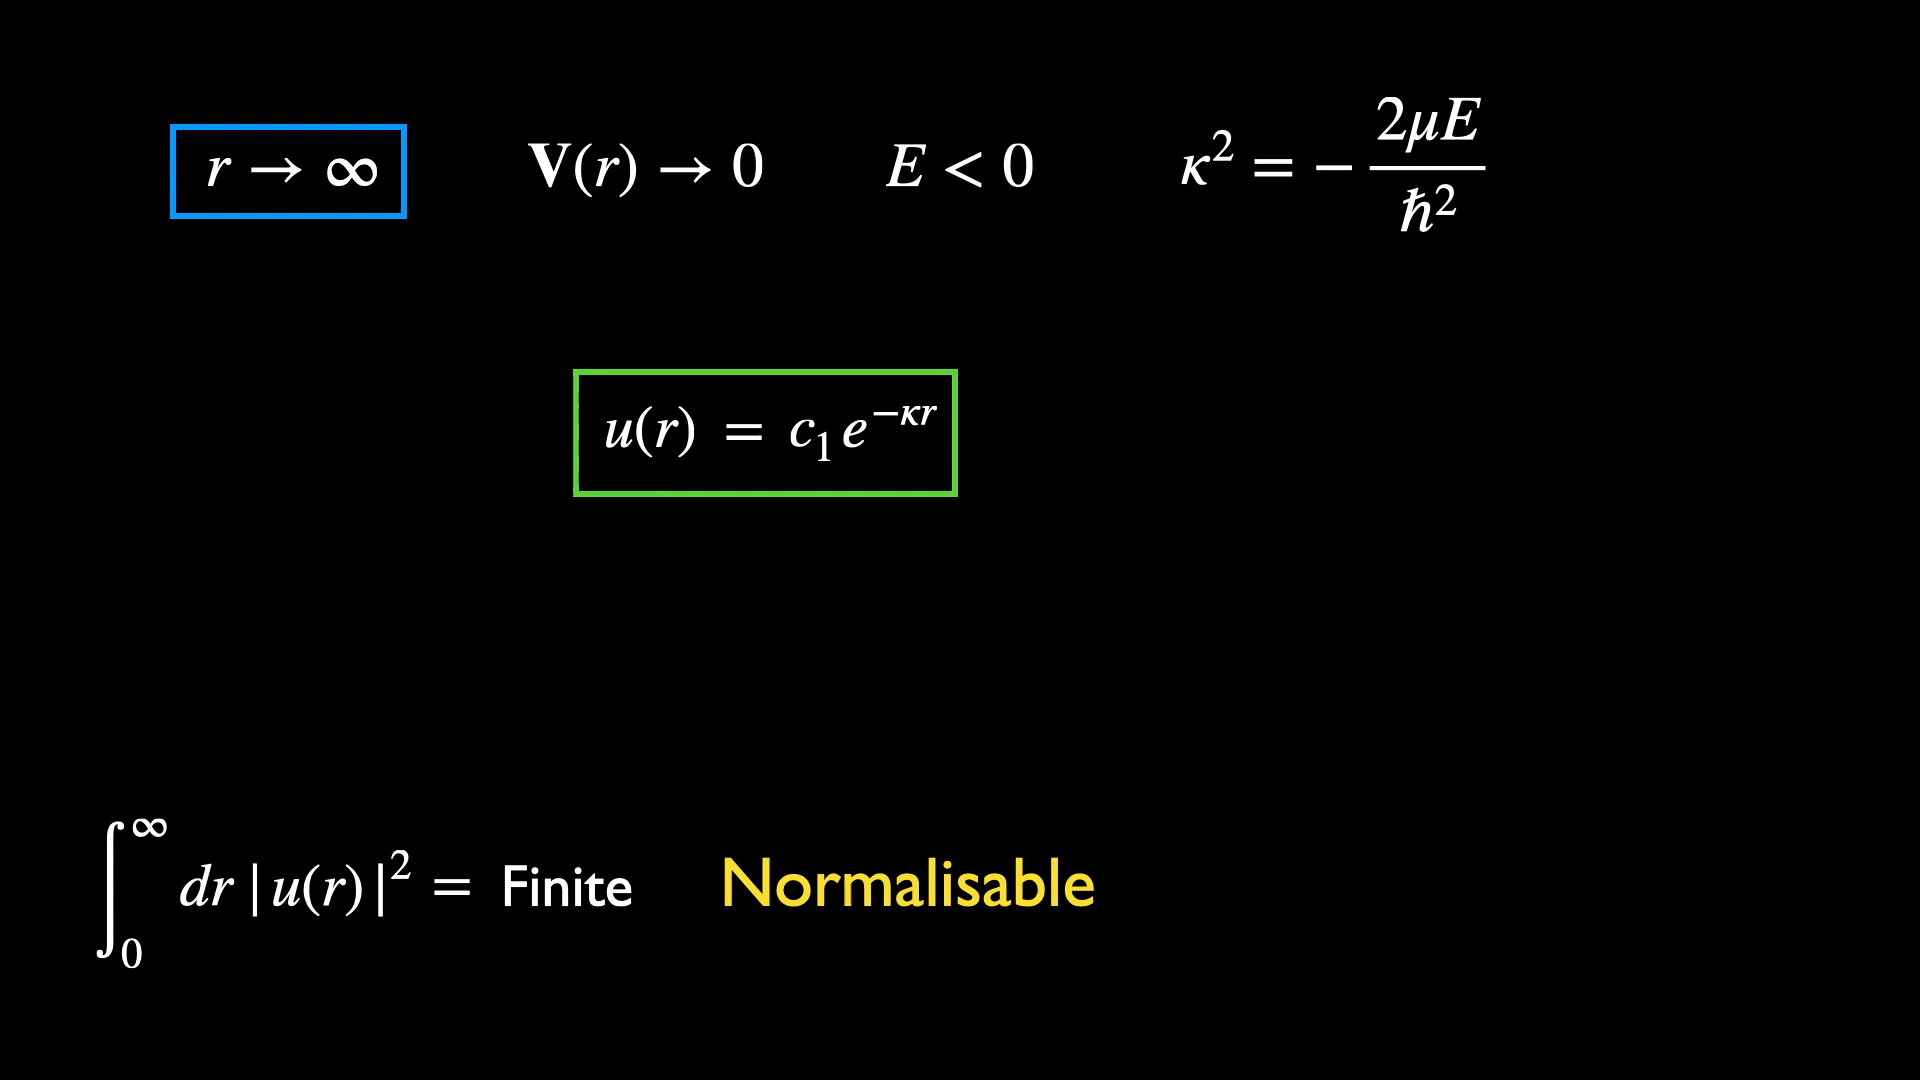 r → ∞ V(r) → 0 E < 0 κ² = − 2μE / ħ²
u(r) = c₁ e^{−κr}
∫₀^∞ dr |u(r)|² = Finite Normalisable